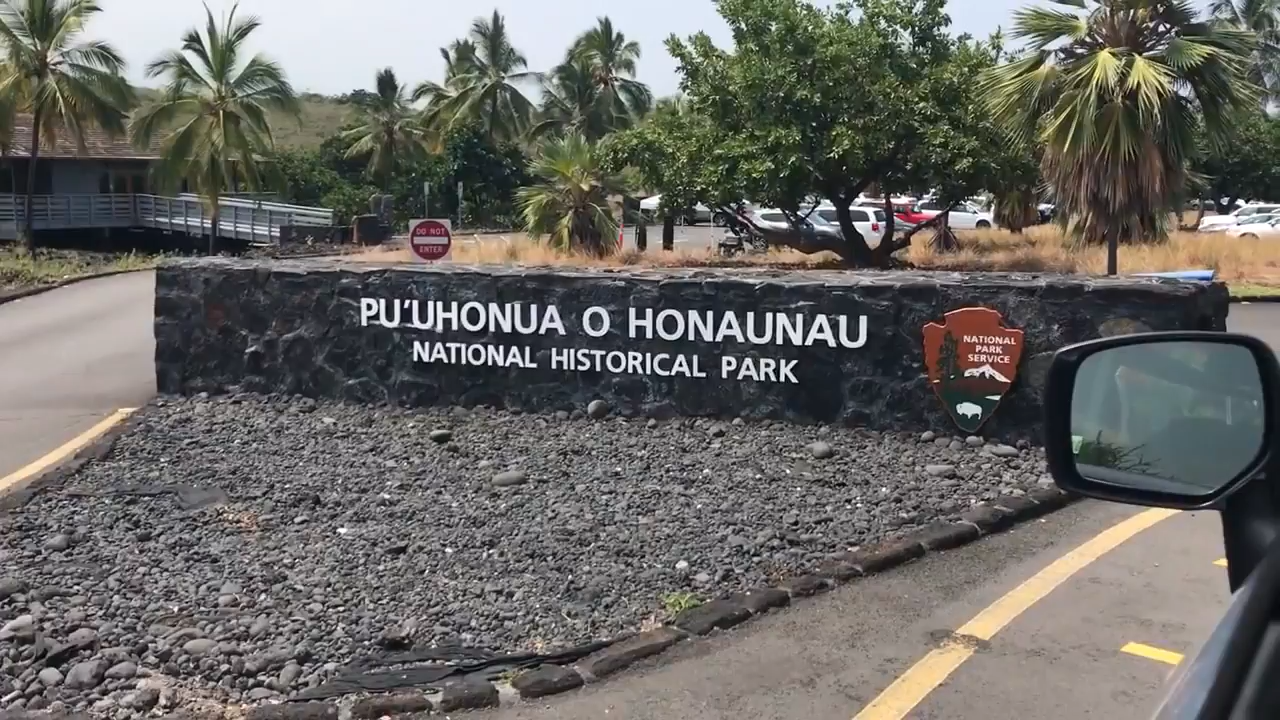 DO NOT
ENTER
PU'UHONUA O HONAUNAU
NATIONAL HISTORICAL PARK
NATIONAL
PARK
SERVICE